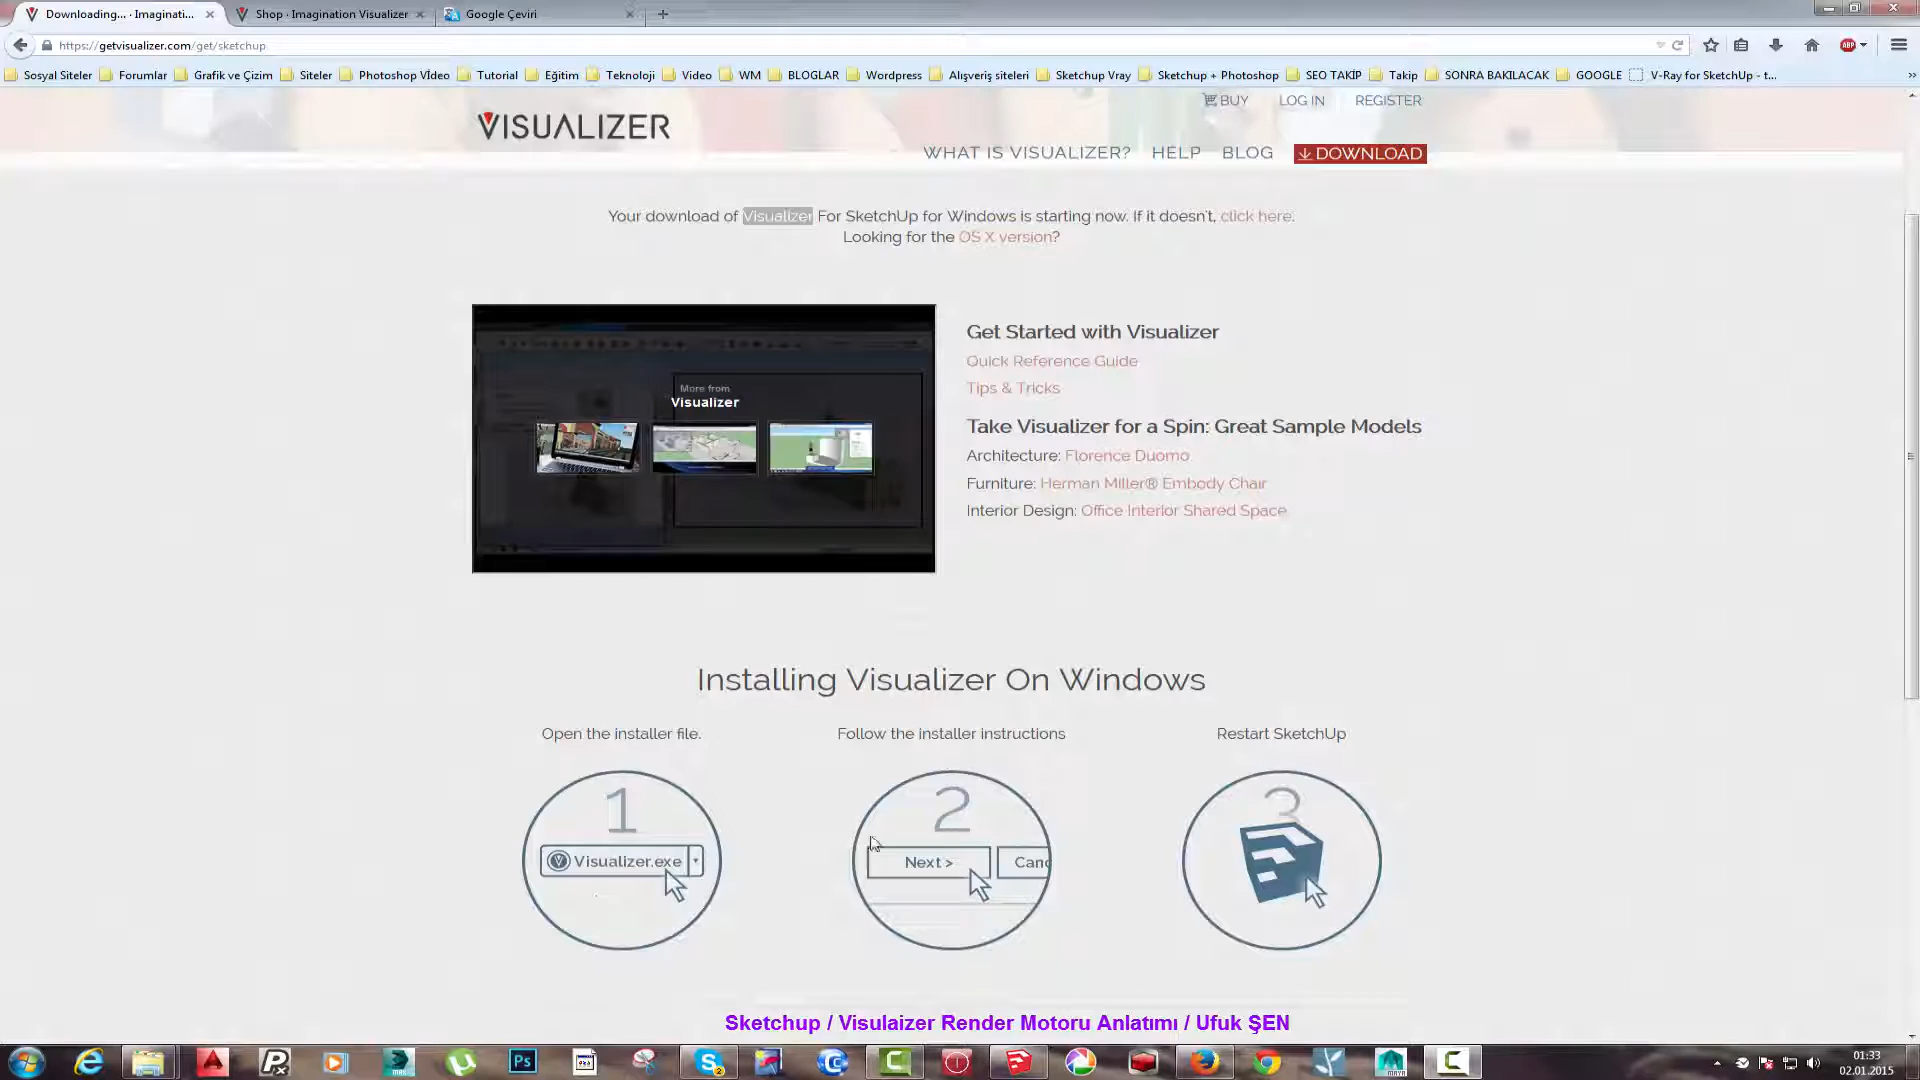 Downloading... · Imaginati...
Shop · Imagination Visualizer
Google Çeviri
https://getvisualizer.com/get/sketchup
ABP
Sosyal Siteler
Forumlar
Grafik ve Çizim
Siteler
Photoshop Video
Tutorial
Eğitim
Teknoloji
Video
WM
BLOGLAR
Wordpress
Alışveriş siteleri
Sketchup Vray
Sketchup + Photoshop
SEO TAKİP
Takip
SONRA BAKILACAK
GOOGLE
V-Ray for SketchUp - t...
BUY
LOG IN
REGISTER
VISUALIZER
WHAT IS VISUALIZER?
HELP
BLOG
DOWNLOAD
Your download of Visualizer For SketchUp for Windows is starting now. If it doesn't, click here.
Looking for the OS X version?
More from
Visualizer
Get Started with Visualizer
Quick Reference Guide
Tips & Tricks
Take Visualizer for a Spin: Great Sample Models
Architecture: Florence Duomo
Furniture: Herman Miller® Embody Chair
Interior Design: Office Interior Shared Space
Installing Visualizer On Windows
Open the installer file.
Follow the installer instructions
Restart SketchUp
1
2
3
Visualizer.exe
Next >
Canc
Sketchup / Visulaizer Render Motoru Anlatımı / Ufuk ŞEN
Ps
01:33
02.01.2015